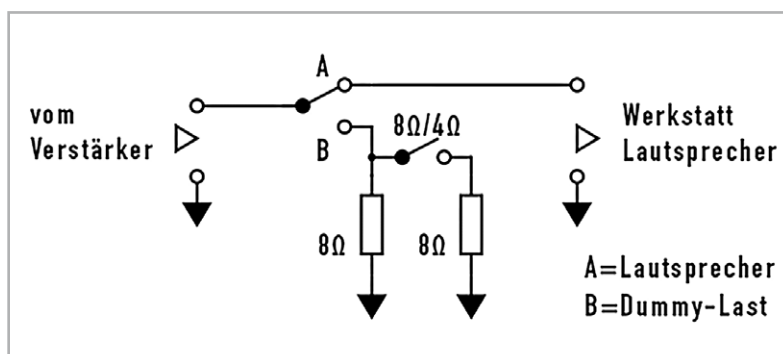 A
vom
Verstärker
B
8Ω/4Ω
Werkstatt
Lautsprecher
8Ω
8Ω
A=Lautsprecher
B=Dummy-Last